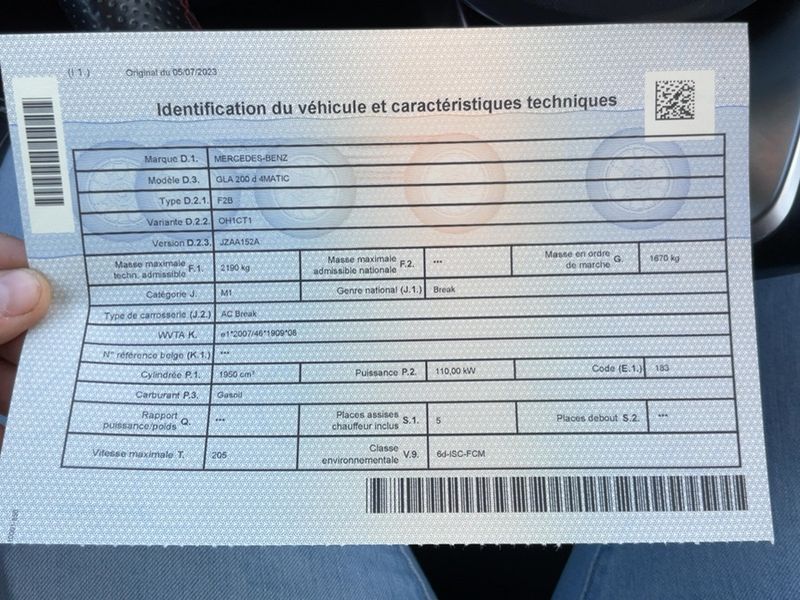 (I 1.) Original du 05/07/2023
Identification du véhicule et caractéristiques techniques
Marque D.1. MERCEDES-BENZ
Modèle D.3. GLA 200 d 4MATIC
Type D.2.1. F2B
Variante D.2.2. OH1CT1
Version D.2.3. JZAA152A
Masse maximale techn. admissible F.1. 2190 kg Masse maximale admissible nationale F.2. *** Masse en ordre de marche G. 1670 kg
Catégorie J. M1 Genre national (J.1.) Break
Type de carrosserie (J.2.) AC Break
WVTA K. e1*2007/46*1909*08
N° référence belge (K.1.) ***
Cylindrée P.1. 1950 cm³ Puissance P.2. 110,00 kW Code (E.1.) 183
Carburant P.3. Gasoil
Rapport puissance/poids Q. *** Places assises chauffeur inclus S.1. 5 Places debout S.2. ***
Vitesse maximale T. 205 Classe environnementale V.9. 6d-ISC-FCM